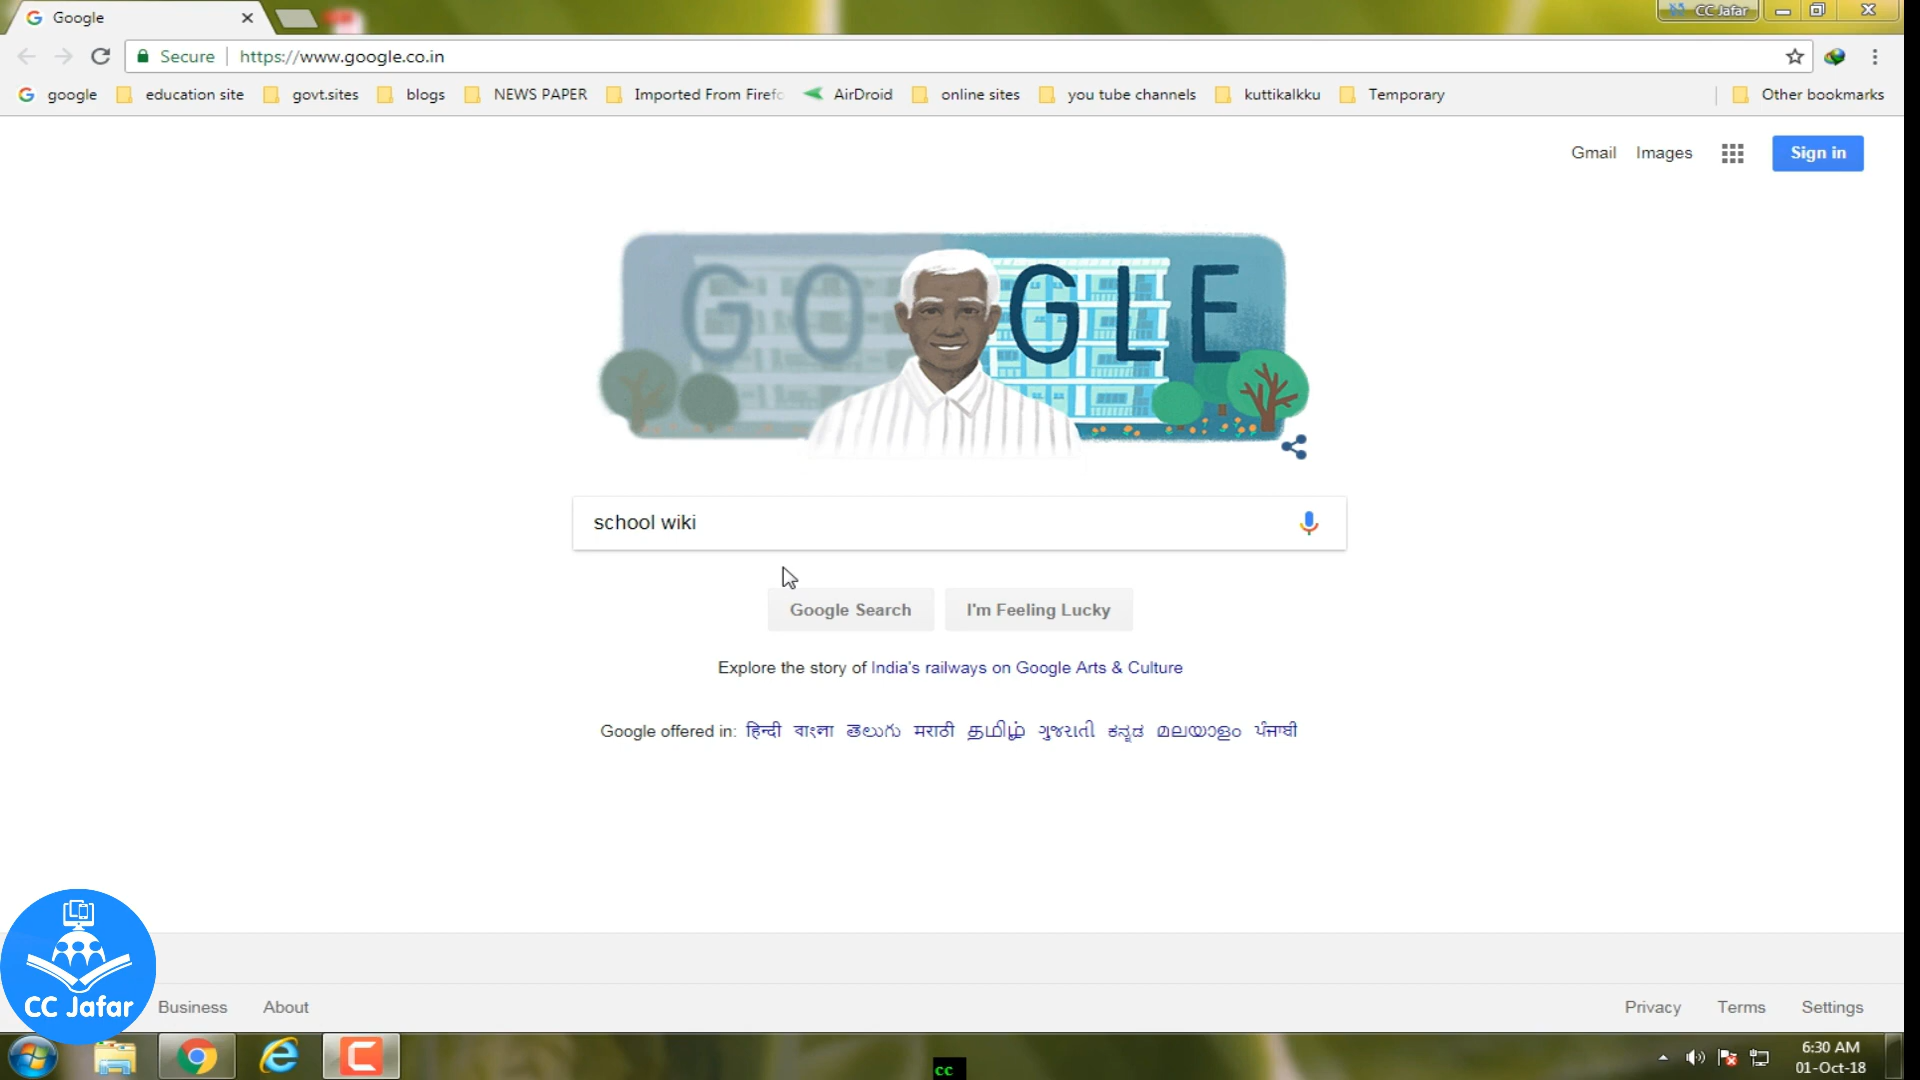 Google
CC Jafar
Secure https://www.google.co.in
google education site govt.sites blogs NEWS PAPER Imported From Firefo AirDroid online sites you tube channels kuttikalkku Temporary Other bookmarks
Gmail Images Sign in
GO GLE
school wiki
Google Search I'm Feeling Lucky
Explore the story of India's railways on Google Arts & Culture
Google offered in: हिन्दी বাংলা తెలుగు मराठी தமிழ் ગુજરાતી ಕನ್ನಡ മലയാളം ਪੰਜਾਬੀ
CC Jafar
Business About Privacy Terms Settings
6:30 AM
cc 01-Oct-18